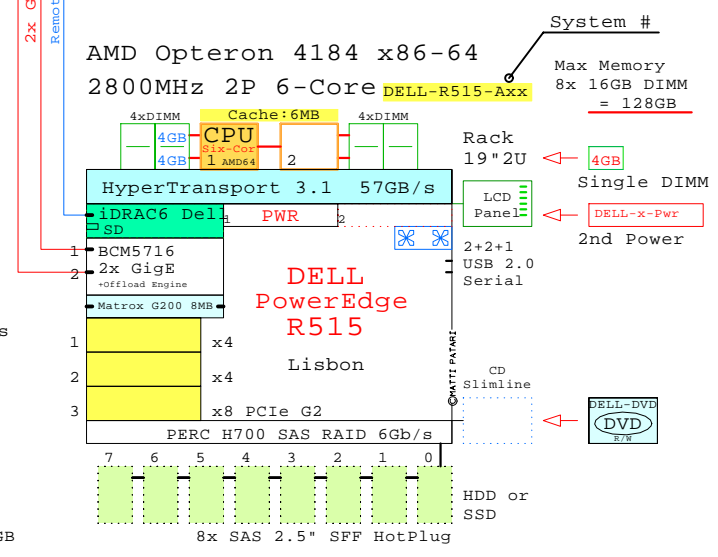 System #
AMD Opteron 4184 x86-64
2800MHz 2P 6-Core DELL-R515-Axx
Max Memory
8x 16GB DIMM
= 128GB
2x G
Remot
4xDIMM Cache:6MB 4xDIMM
4GB CPU
Six-Cor
4GB 1 AMD64 2
Rack
19"2U
4GB
Single DIMM
HyperTransport 3.1 57GB/s
LCD
Panel
DELL-x-Pwr
2nd Power
iDRAC6 Dell
SD
1 PWR 2
1 BCM5716
2 2x GigE
+Offload Engine
2+2+1
USB 2.0
Serial
Matrox G200 8MB
DELL
PowerEdge
R515
Lisbon
1 x4
2 x4
3 x8 PCIe G2
©MATTI PATARI
CD
Slimline
DELL-DVD
DVD
R/W
PERC H700 SAS RAID 6Gb/s
7 6 5 4 3 2 1 0
HDD or
SSD
8x SAS 2.5" SFF HotPlug
s
GB